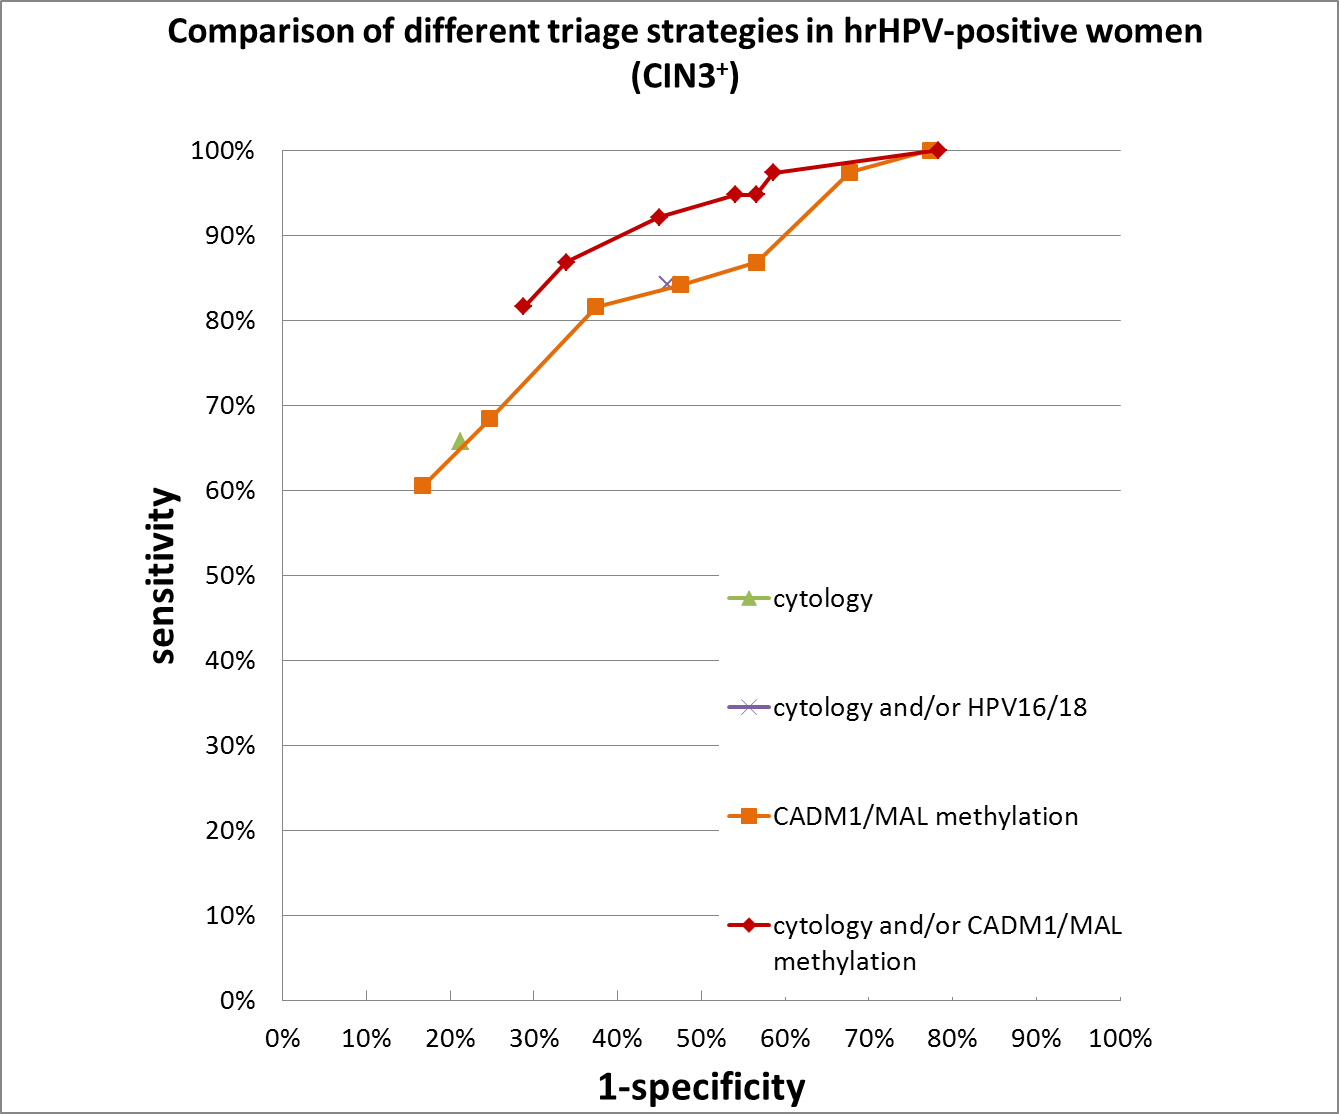 Comparison of different triage strategies in hrHPV-positive women
(CIN3⁺)
100%
90%
80%
70%
60%
50%
40%
30%
20%
10%
0%
sensitivity
cytology
cytology and/or HPV16/18
CADM1/MAL methylation
cytology and/or CADM1/MAL
methylation
0% 10% 20% 30% 40% 50% 60% 70% 80% 90% 100%
1-specificity